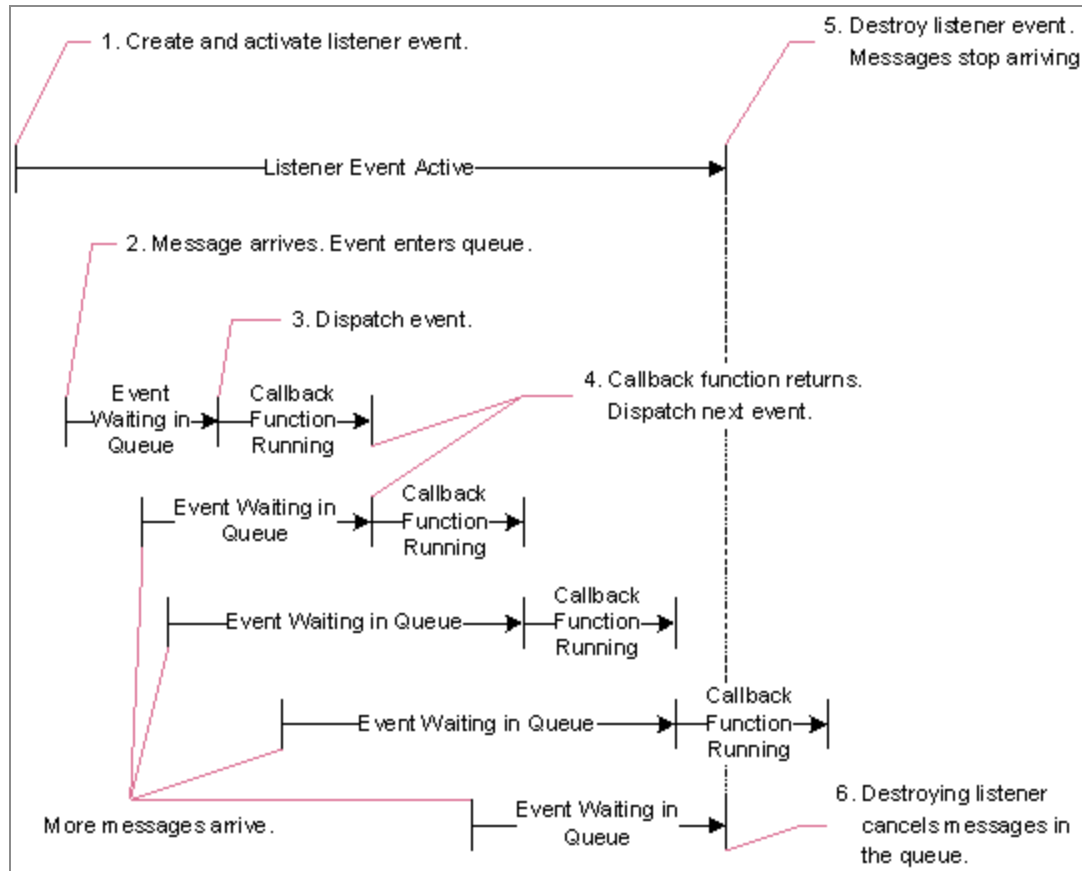 1. Create and activate listener event.
5. Destroy listener event.
Messages stop arriving
Listener Event Active
2. Message arrives. Event enters queue.
3. Dispatch event.
4. Callback function returns.
Dispatch next event.
Event
Waiting in
Queue
Callback
Function
Running
Event Waiting in
Queue
Callback
Function
Running
Event Waiting in Queue
Callback
Function
Running
Event Waiting in Queue
Callback
Function
Running
More messages arrive.
Event Waiting in
Queue
6. Destroying listener
cancels messages in
the queue.